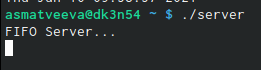 asmatveeva@dk3n54 ~ $ ./server
FIFO Server...